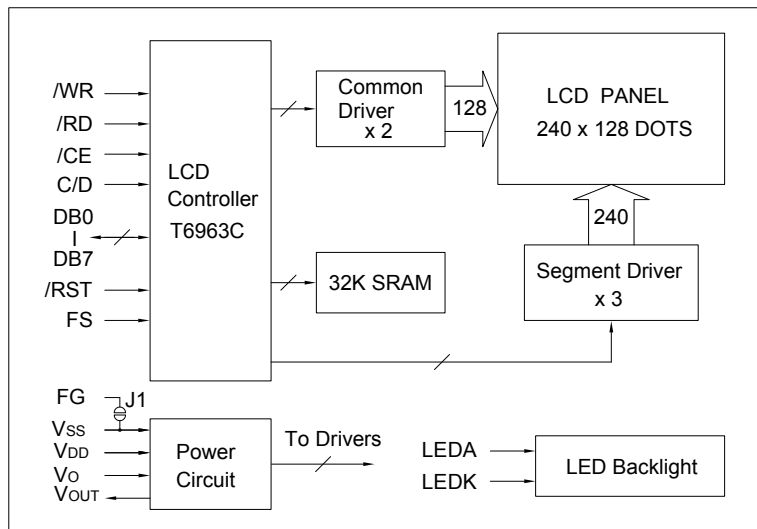 /WR
/RD
/CE
C/D
DB0
DB7
/RST
FS
LCD
Controller
T6963C
Common
Driver
x 2
128
LCD PANEL
240 x 128 DOTS
240
32K SRAM
Segment Driver
x 3
FG
J1
VSS
VDD
VO
VOUT
Power
Circuit
To Drivers
LEDA
LEDK
LED Backlight